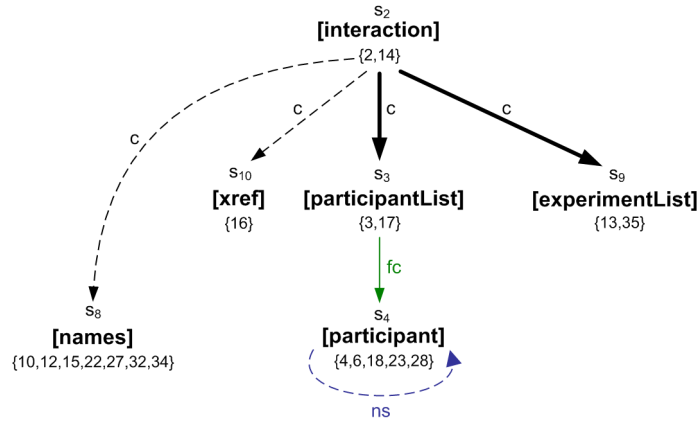 s₂
[interaction]
{2,14}
c
c
c
c
s₁₀
[xref]
{16}
s₃
[participantList]
{3,17}
s₉
[experimentList]
{13,35}
fc
s₈
[names]
{10,12,15,22,27,32,34}
s₄
[participant]
{4,6,18,23,28}
ns